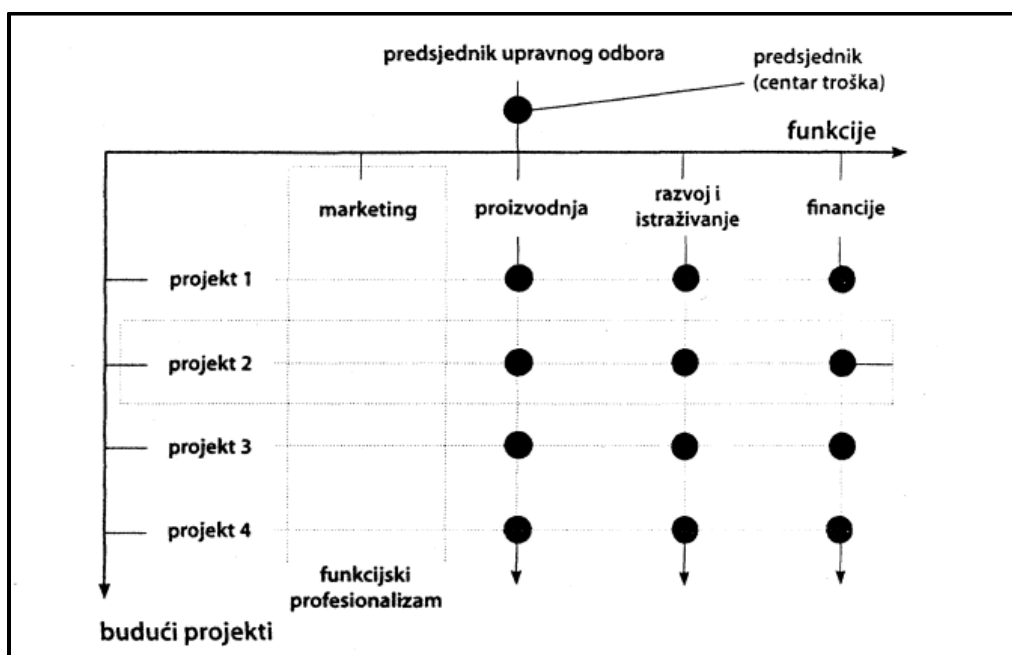 predsjednik upravnog odbora
predsjednik
(centar troška)
funkcije
marketing
proizvodnja
razvoj i
istraživanje
financije
projekt 1
projekt 2
projekt 3
projekt 4
funkcijski
profesionalizam
budući projekti